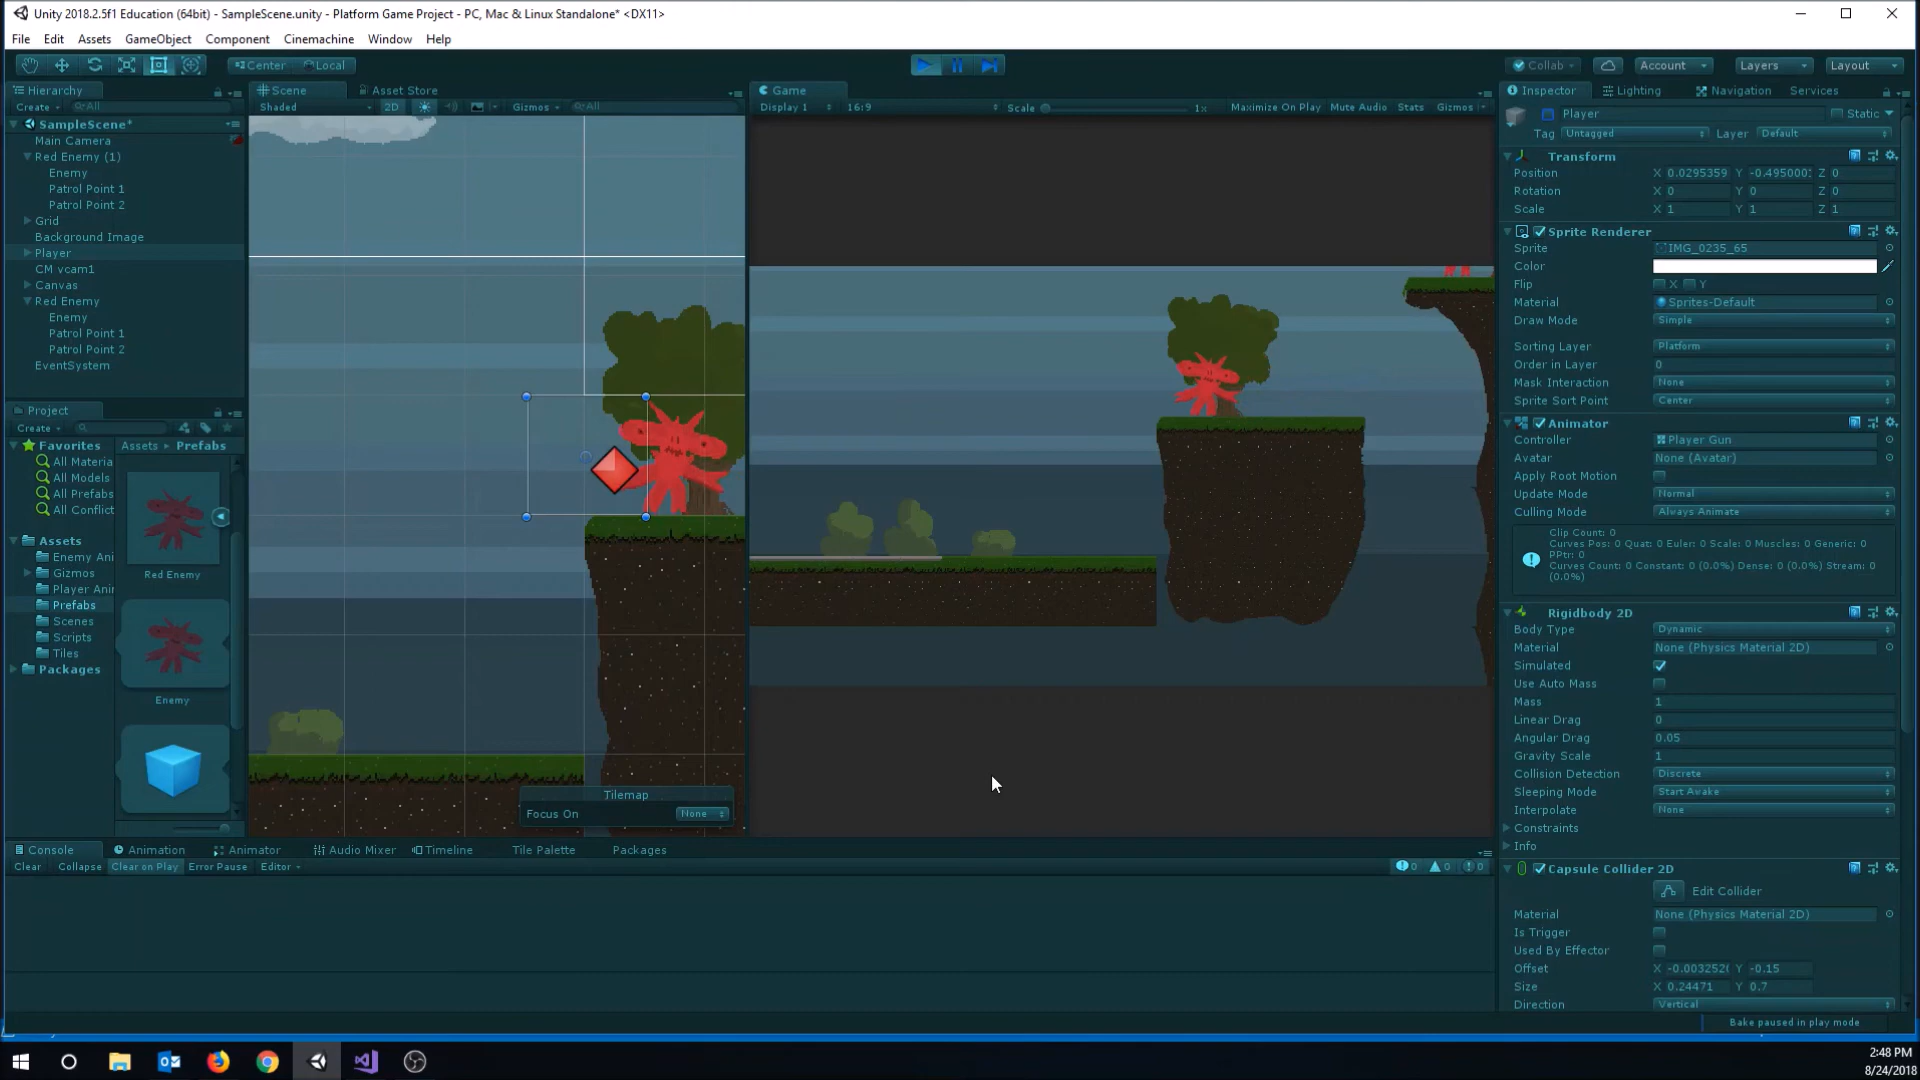 Unity 2018.2.5f1 Education (64bit) - SampleScene.unity - Platform Game Project - PC, Mac & Linux Standalone* <DX11>
File Edit Assets GameObject Component Cinemachine Window Help
Center Local
Collab Account Layers Layout
Hierarchy
Create All
SampleScene*
Main Camera
Red Enemy (1)
Enemy
Patrol Point 1
Patrol Point 2
Grid
Background Image
Player
CM vcam1
Canvas
Red Enemy
Enemy
Patrol Point 1
Patrol Point 2
EventSystem
Project
Create
Favorites
All Materia
All Models
All Prefabs
All Conflict
Assets
Enemy Ani
Gizmos
Player Ani
Prefabs
Scenes
Scripts
Tiles
Packages
Assets Prefabs
Red Enemy
Enemy
Scene Asset Store
Shaded 2D Gizmos All
Tilemap
Focus On None
Game
Display 1 16:9 Scale 1x Maximize On Play Mute Audio Stats Gizmos
Console Animation Animator Audio Mixer Timeline Tile Palette Packages
Clear Collapse Clear on Play Error Pause Editor 0 0 0
Inspector Lighting Navigation Services
Player Static
Tag Untagged Layer Default
Transform
Position X 0.0295359 Y -0.495000: Z 0
Rotation X 0 Y 0 Z 0
Scale X 1 Y 1 Z 1
Sprite Renderer
Sprite IMG_0235_65
Color
Flip X Y
Material Sprites-Default
Draw Mode Simple
Sorting Layer Platform
Order in Layer 0
Mask Interaction None
Sprite Sort Point Center
Animator
Controller Player Gun
Avatar None (Avatar)
Apply Root Motion
Update Mode Normal
Culling Mode Always Animate
Clip Count: 0
Curves Pos: 0 Quat: 0 Euler: 0 Scale: 0 Muscles: 0 Generic: 0
PPtr: 0
Curves Count: 0 Constant: 0 (0.0%) Dense: 0 (0.0%) Stream: 0
(0.0%)
Rigidbody 2D
Body Type Dynamic
Material None (Physics Material 2D)
Simulated
Use Auto Mass
Mass 1
Linear Drag 0
Angular Drag 0.05
Gravity Scale 1
Collision Detection Discrete
Sleeping Mode Start Awake
Interpolate None
Constraints
Info
Capsule Collider 2D
Edit Collider
Material None (Physics Material 2D)
Is Trigger
Used By Effector
Offset X -0.003252( Y -0.15
Size X 0.24471 Y 0.7
Direction Vertical
Bake paused in play mode
2:48 PM
8/24/2018